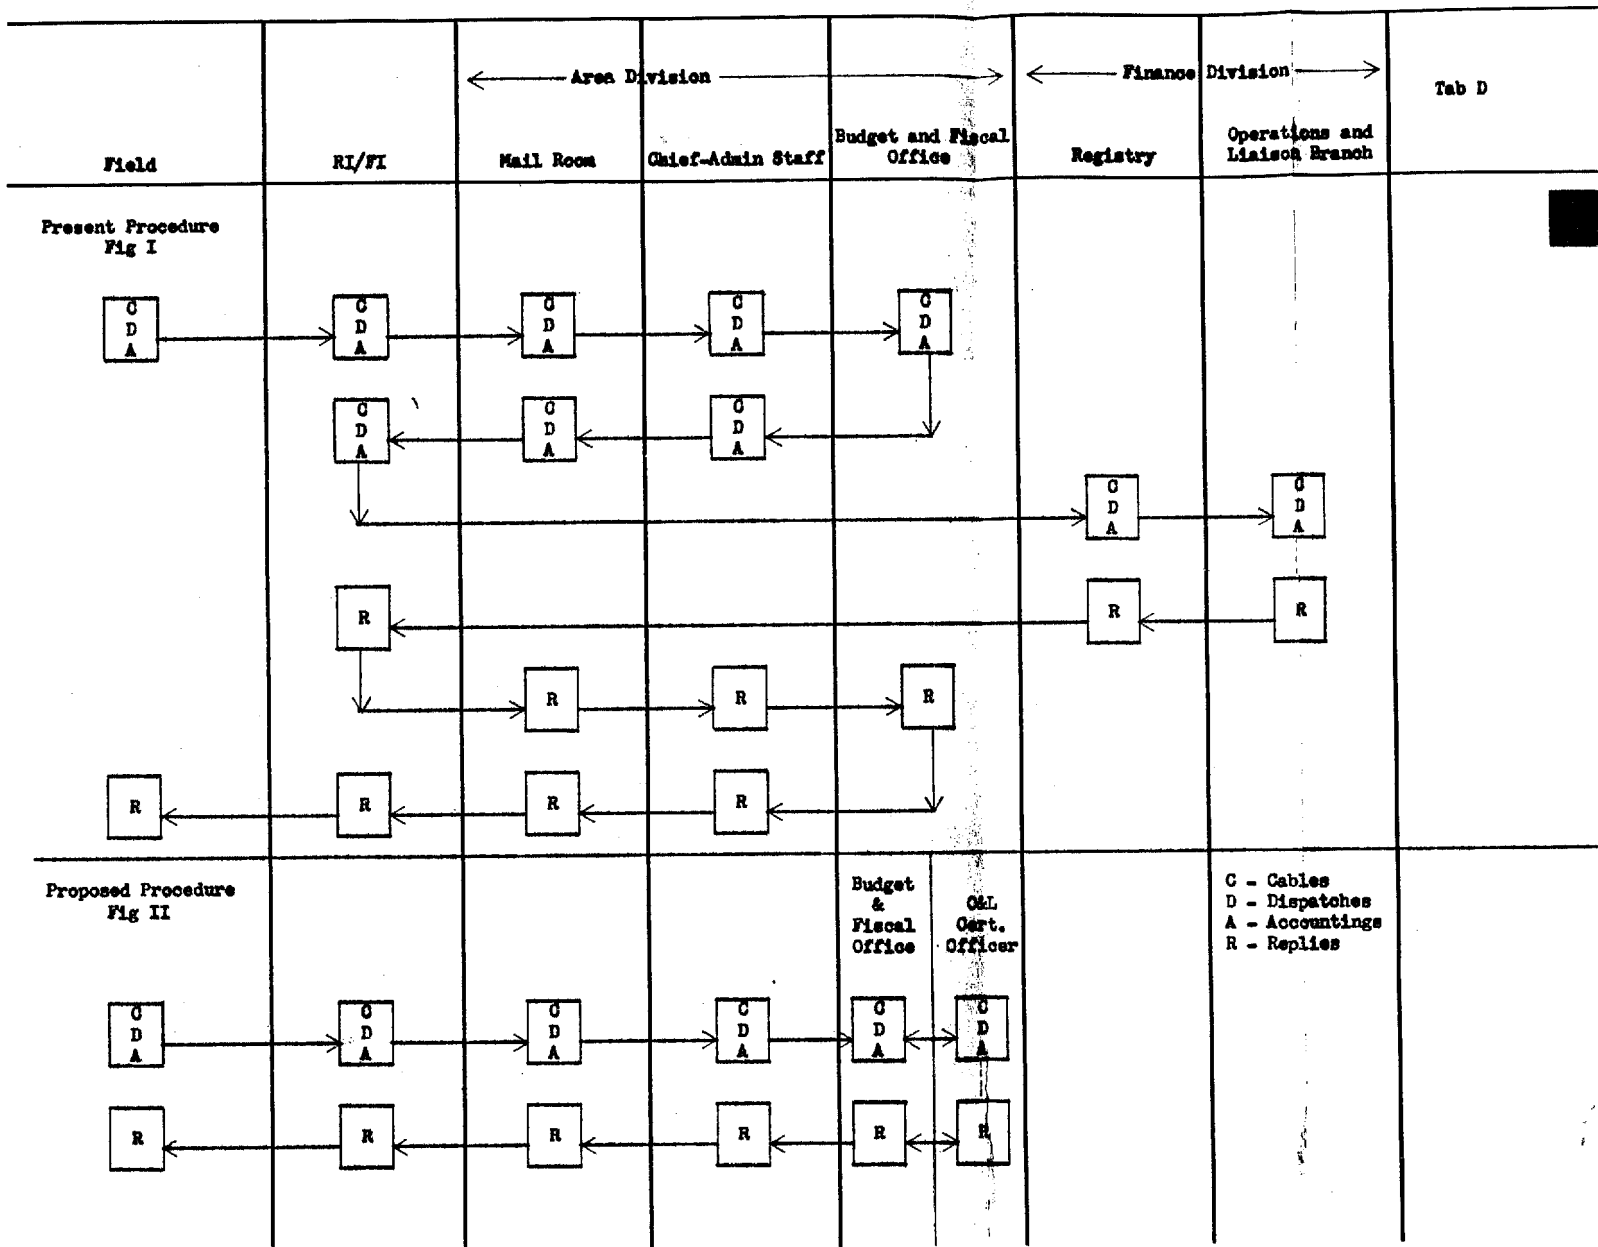 Area Division
Finance Division
Tab D
Field
RI/FI
Mail Room
Chief-Admin Staff
Budget and Fiscal
Office
Registry
Operations and
Liaison Branch
Present Procedure
Fig I
C
D
A
C
D
A
C
D
A
C
D
A
C
D
A
C
D
A
C
D
A
C
D
A
C
D
A
C
D
A
R
R
R
R
R
R
R
R
R
R
Proposed Procedure
Fig II
Budget
&
Fiscal
Office
O&L
Cert.
Officer
C - Cables
D - Dispatches
A - Accountings
R - Replies
C
D
A
C
D
A
C
D
A
C
D
A
C
D
A
C
D
A
R
R
R
R
R
R